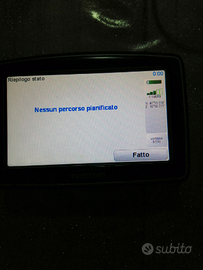 Riepilogo stato
0:00
Nessun percorso pianificato
Fatto
subito